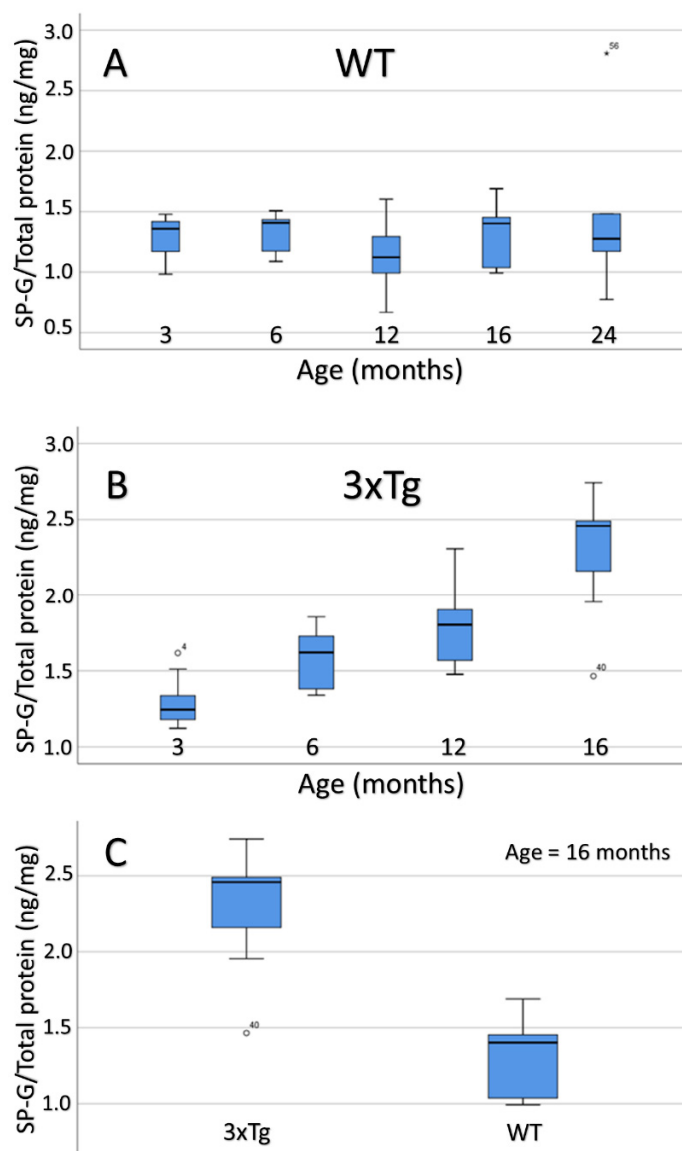 A
WT
SP-G/Total protein (ng/mg)
3.0
2.5
2.0
1.5
1.0
0.5
56
3 6 12 16 24
Age (months)
B
3xTg
SP-G/Total protein (ng/mg)
3.0
2.5
2.0
1.5
1.0
4
40
3 6 12 16
Age (months)
C
Age = 16 months
SP-G/Total protein (ng/mg)
2.5
2.0
1.5
1.0
40
3xTg WT